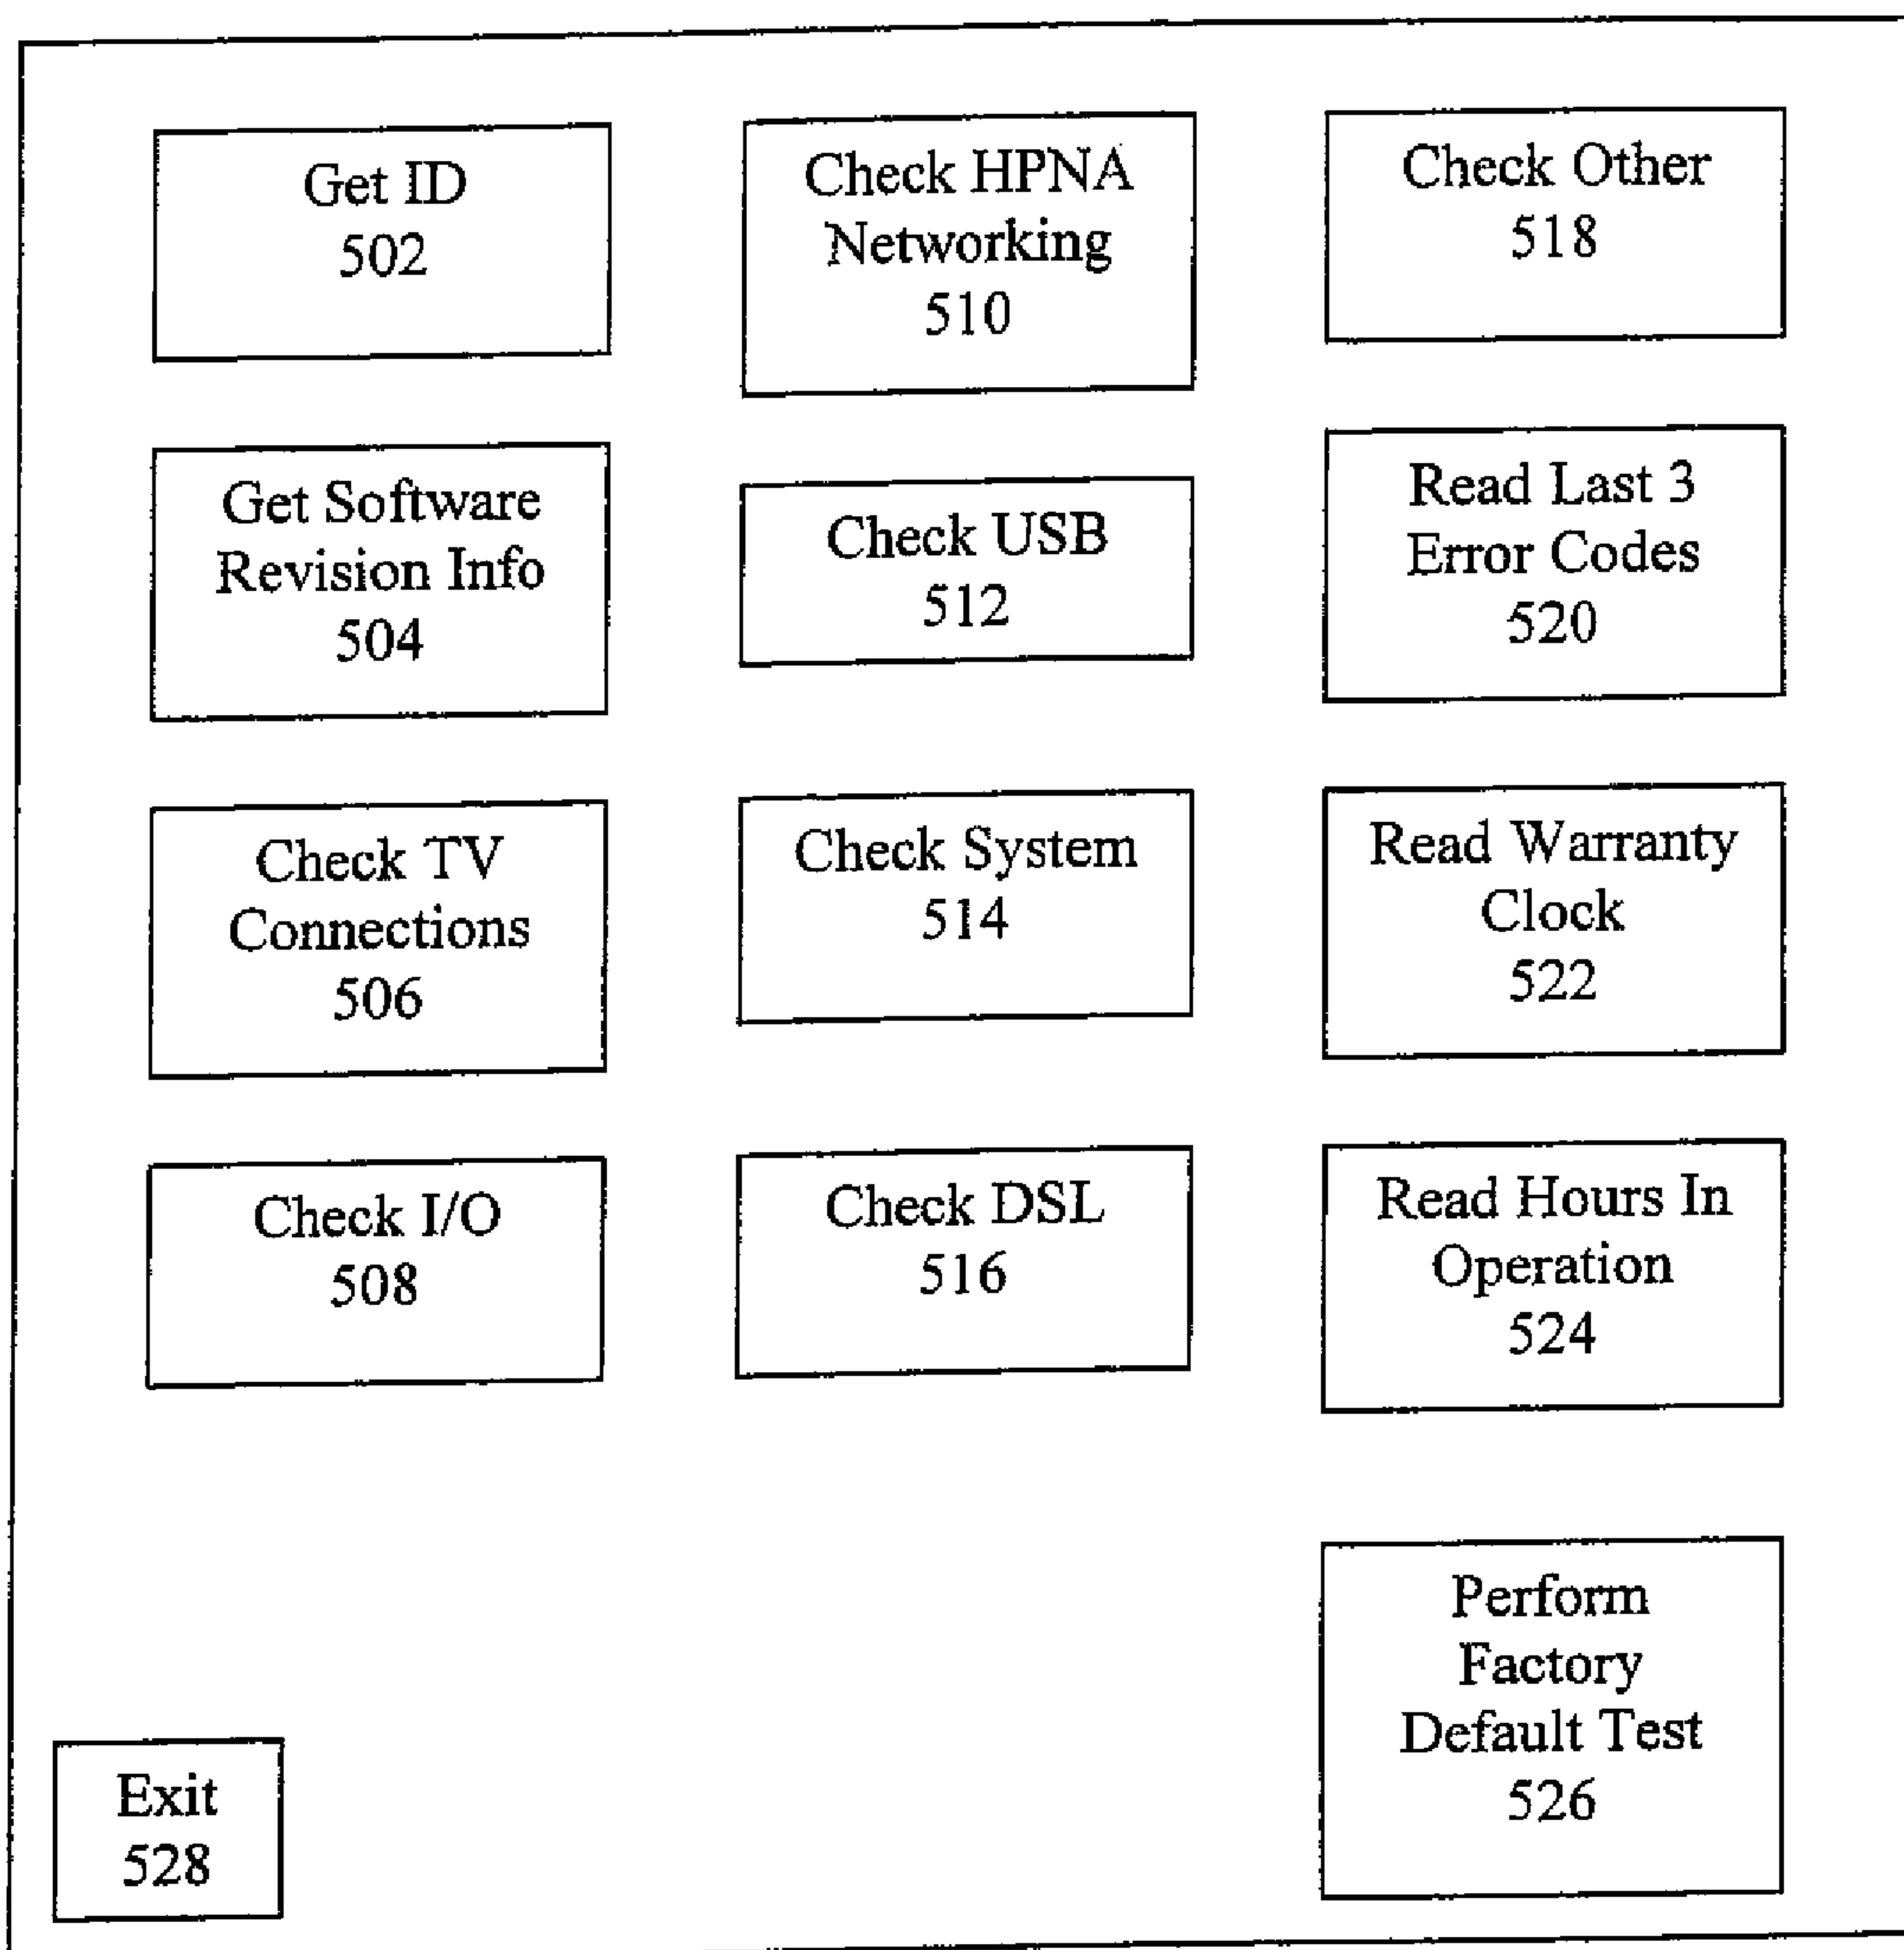 Get ID
502
Get Software
Revision Info
504
Check TV
Connections
506
Check I/O
508
Check HPNA
Networking
510
Check USB
512
Check System
514
Check DSL
516
Check Other
518
Read Last 3
Error Codes
520
Read Warranty
Clock
522
Read Hours In
Operation
524
Perform
Factory
Default Test
526
Exit
528